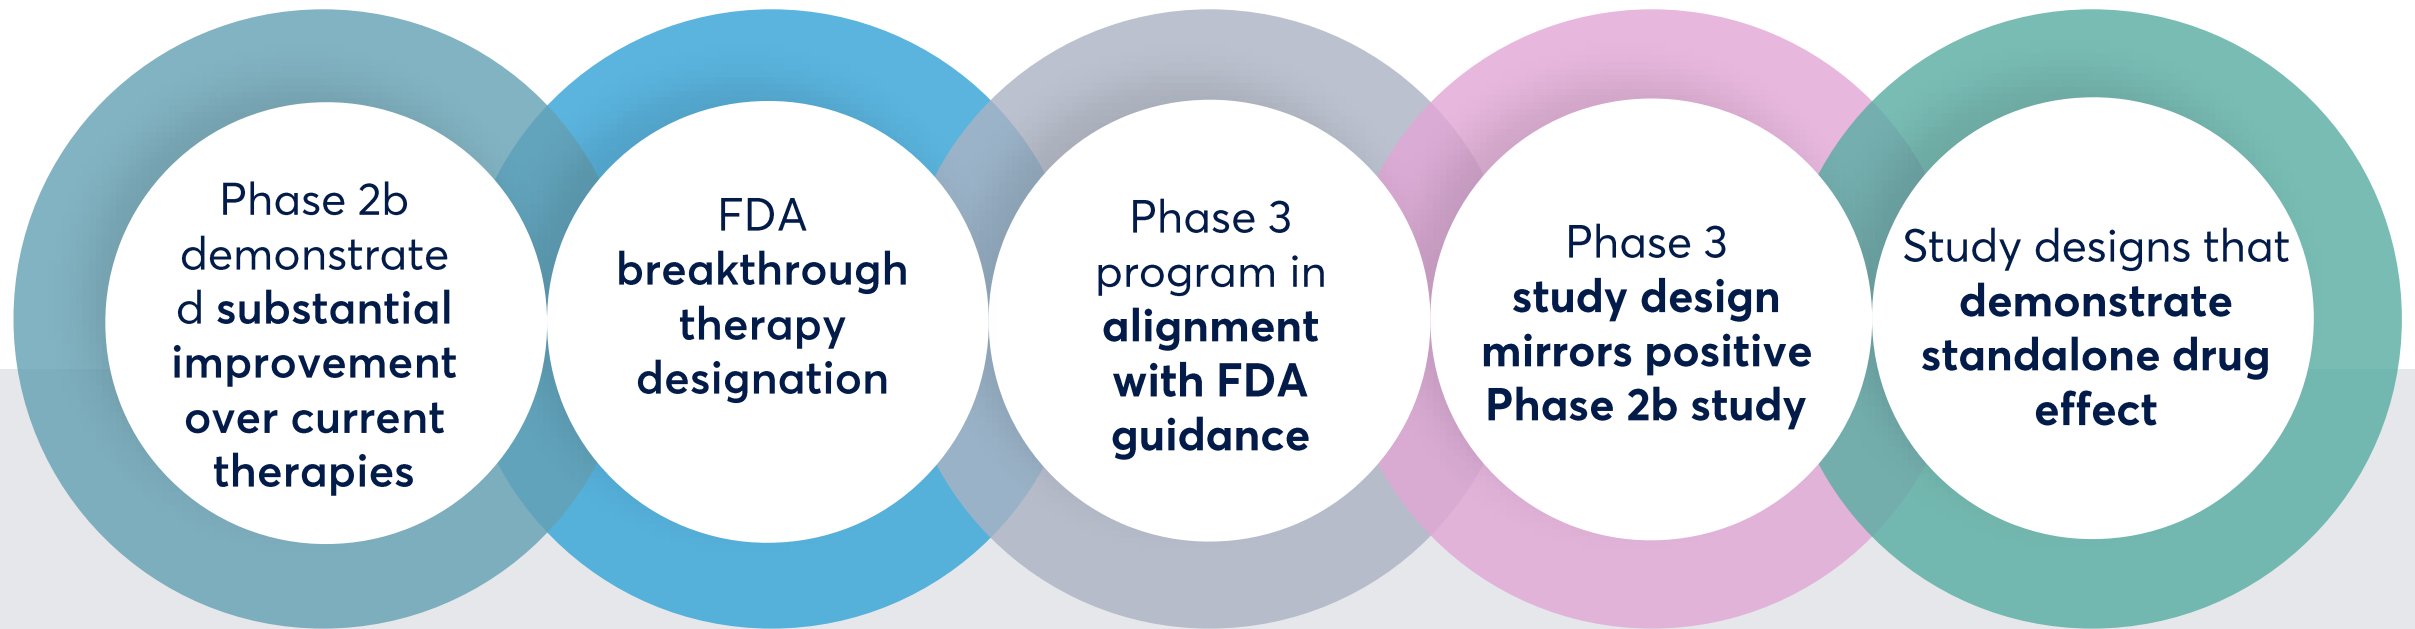 Phase 2b
demonstrate
d substantial
improvement
over current
therapies
FDA
breakthrough
therapy
designation
Phase 3
program in
alignment
with FDA
guidance
Phase 3
study design
mirrors positive
Phase 2b study
Study designs that
demonstrate
standalone drug
effect